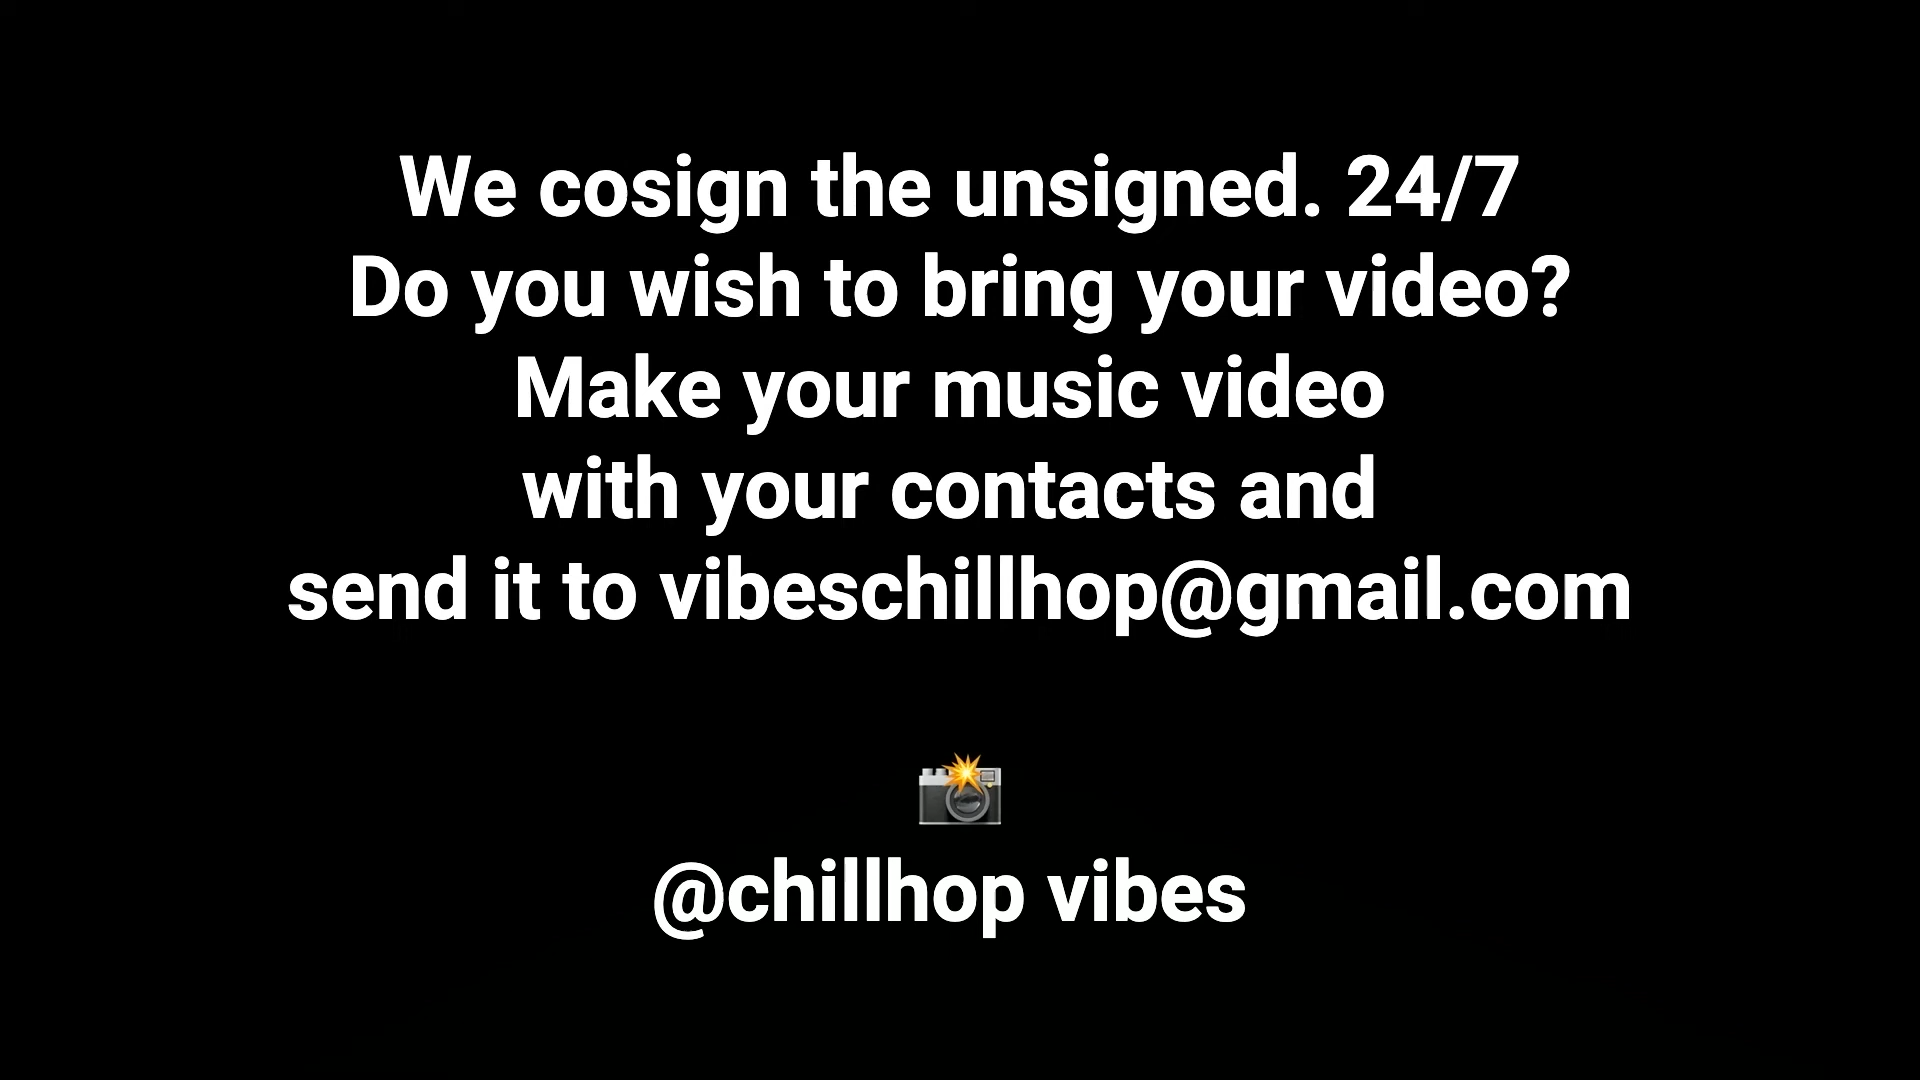 We cosign the unsigned. 24/7
Do you wish to bring your video?
Make your music video
with your contacts and
send it to vibeschillhop@gmail.com
📸
@chillhop vibes